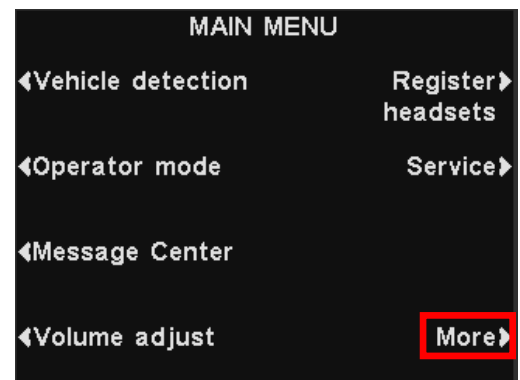 MAIN MENU
Vehicle detection
Register
headsets
Operator mode
Service
Message Center
Volume adjust
More